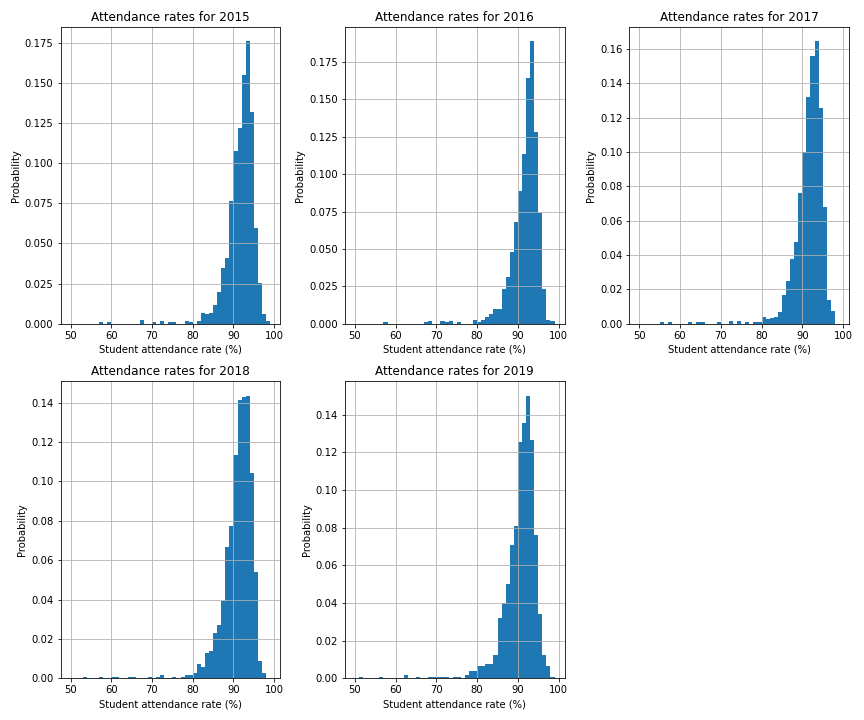 Attendance rates for 2015
0.175
0.150
0.125
0.100
0.075
0.050
0.025
0.000
Probability
50 60 70 80 90 100
Student attendance rate (%)
Attendance rates for 2016
0.175
0.150
0.125
0.100
0.075
0.050
0.025
0.000
Probability
50 60 70 80 90 100
Student attendance rate (%)
Attendance rates for 2017
0.16
0.14
0.12
0.10
0.08
0.06
0.04
0.02
0.00
Probability
50 60 70 80 90 100
Student attendance rate (%)
Attendance rates for 2018
0.14
0.12
0.10
0.08
0.06
0.04
0.02
0.00
Probability
50 60 70 80 90 100
Student attendance rate (%)
Attendance rates for 2019
0.14
0.12
0.10
0.08
0.06
0.04
0.02
0.00
Probability
50 60 70 80 90 100
Student attendance rate (%)